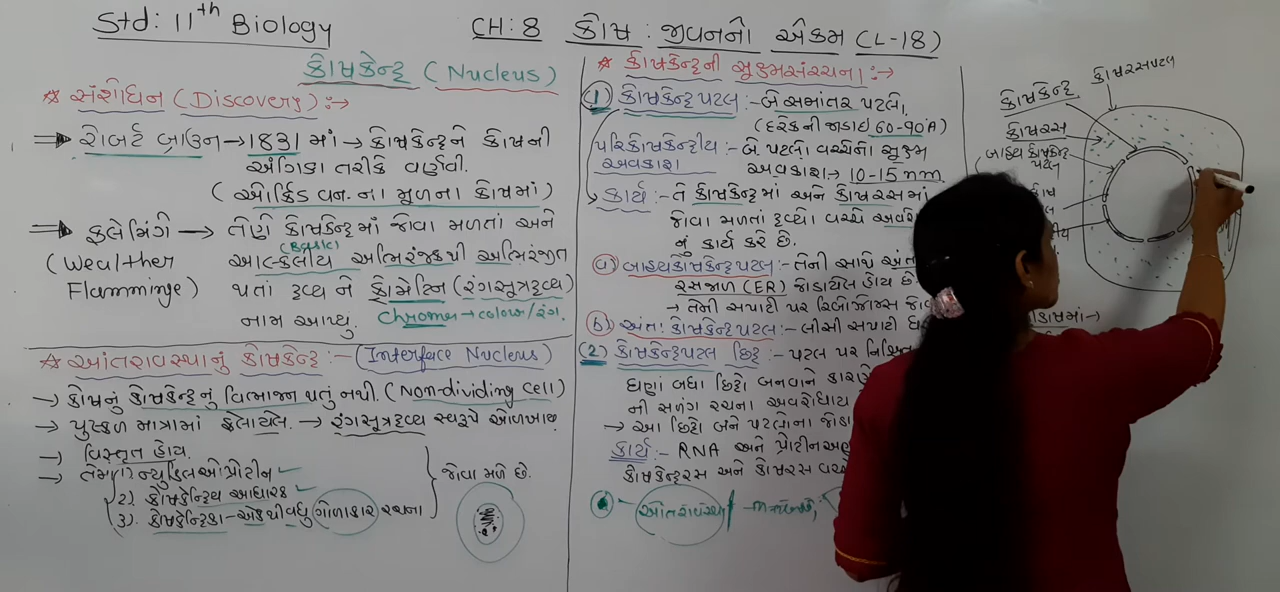 Std: 11th Biology
CH: 8 કોષ : જીવનનો એકમ (L-18)
કોષકેન્દ્ર (Nucleus)
* સંશોધન (Discovery) :→
⇒ રોબર્ટ બ્રાઉન → 1831 માં → કોષકેન્દ્રને કોષની
અંગિકા તરીકે વર્ણવી.
(ઓર્કિડ વન. ના મૂળના કોષમાં)
⇒ ફ્લેમિંગે → તેણે કોષકેન્દ્રમાં જોવા મળતાં અને
(Wealther Flamminge)
(Basic)
આલ્કલીય અભિરંજકથી અભિરંજીત
થતાં દ્રવ્ય ને ક્રોમેટિન (રંગસૂત્રદ્રવ્ય)
નામ આપ્યુ. Chroma → colour/રંગ.
* આંતરાવસ્થાનું કોષકેન્દ્ર :- (Interface Nucleus)
→ કોષનું કોષકેન્દ્રનું વિભાજન થતું નથી. (Non-dividing cell)
→ પુષ્કળ માત્રામાં ફેલાયેલ. → રંગસૂત્રદ્રવ્ય સ્વરૂપે ઓળખાય
→ વિસ્તૃત હોય.
→ તેમાં 1) ન્યુક્લિઓપ્રોટીન
2). કોષકેન્દ્રિય આધારક
3). કોષકેન્દ્રિકા - એક થી વધુ ગોળાકાર રચના
જોવા મળે છે.
* કોષકેન્દ્રની સૂક્ષ્મસંરચના :→
(1) કોષકેન્દ્રપટલ :- બે સમાંતર પટલો,
(દરેકની જાડાઇ 60-90 Å)
પરિકોષકેન્દ્રીય અવકાશ :- બે પટલો વચ્ચેનો સૂક્ષ્મ
અવકાશ → 10-15 nm.
કાર્ય :- તે કોષકેન્દ્રમાં અને કોષરસમાં
જોવા મળતાં દ્રવ્યો વચ્ચે
નું કાર્ય કરે છે.
a) બાહ્યકોષકેન્દ્રપટલ :- તેની સાથે
રસજાળ (ER) જોડાયેલ હોય છે
→ તેની સપાટી પર રિબોઝોમ્સ
b) અંત: કોષકેન્દ્રપટલ :- લીસી સપાટી
(2) કોષકેન્દ્રપટલ છિદ્ર :- પટલ પર
ઘણાં બધા છિદ્રો બનવાને કારણે
ની સળંગ રચના અવરોધાય
→ આ છિદ્રો બંને પટલોના
કાર્ય :- RNA અને પ્રોટીન
કોષકેન્દ્રરસ અને કોષરસ
આંતરાવસ્થા
કોષરસપટલ
કોષકેન્દ્ર
કોષરસ
બાહ્ય કોષકેન્દ્ર પટલ